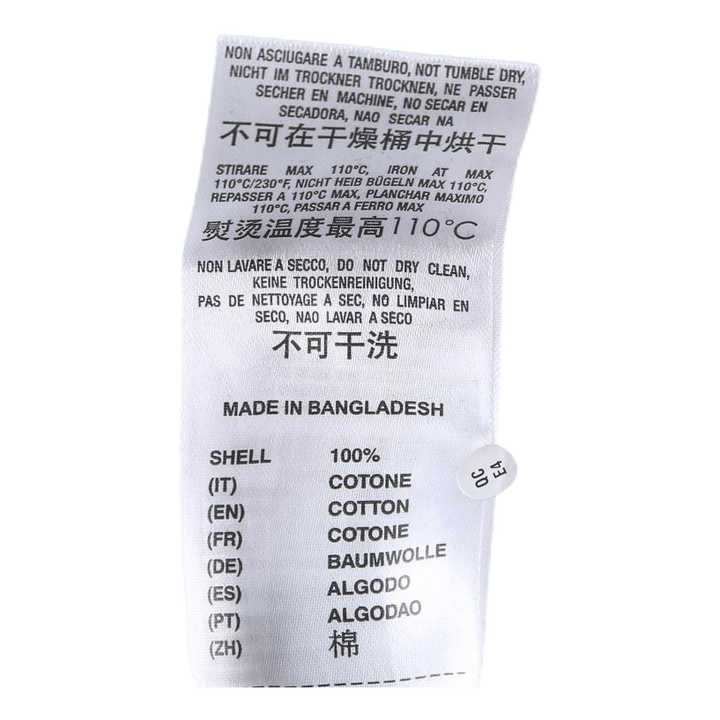 NON ASCIUGARE A TAMBURO, NOT TUMBLE DRY,
NICHT IM TROCKNER TROCKNEN, NE PASSER
SECHER EN MACHINE, NO SECAR EN
SECADORA, NAO SECAR NA
不可在干燥桶中烘干
STIRARE MAX 110°C, IRON AT MAX
110°C/230°F, NICHT HEIB BÜGELN MAX 110°C,
REPASSER A 110°C MAX, PLANCHAR MAXIMO
110°C, PASSAR A FERRO MAX
熨烫温度最高110°C
NON LAVARE A SECCO, DO NOT DRY CLEAN,
KEINE TROCKENREINIGUNG,
PAS DE NETTOYAGE A SEC, NO LIMPIAR EN
SECO, NAO LAVAR A SECO
不可干洗
MADE IN BANGLADESH
SHELL 100%
(IT) COTONE
(EN) COTTON
(FR) COTONE
(DE) BAUMWOLLE
(ES) ALGODO
(PT) ALGODAO
(ZH) 棉
QC
E4